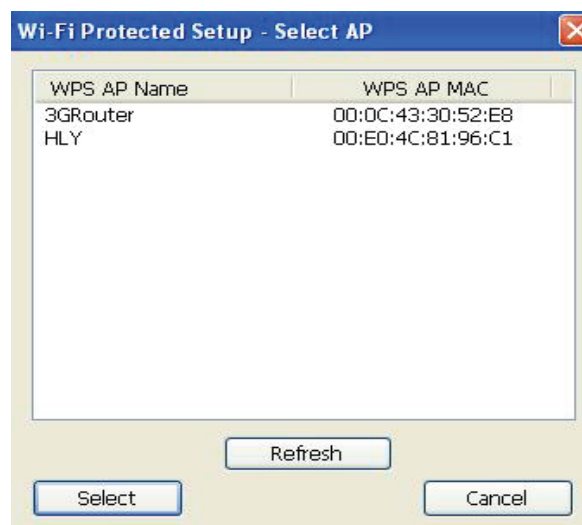 Wi-Fi Protected Setup - Select AP
WPS AP Name WPS AP MAC
3GRouter 00:0C:43:30:52:E8
HLY 00:E0:4C:81:96:C1
Refresh
Select Cancel